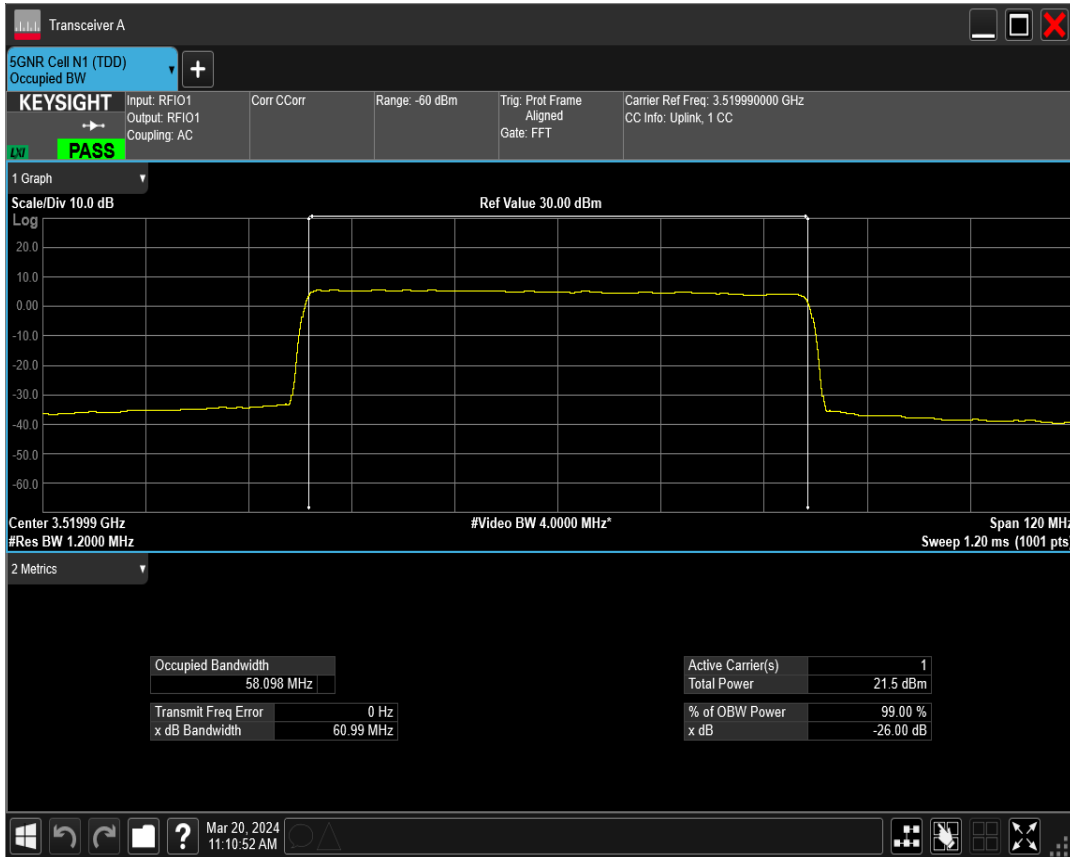 Transceiver A
5GNR Cell N1 (TDD)
Occupied BW
+
KEYSIGHT
LXI
PASS
Input: RFIO1
Output: RFIO1
Coupling: AC
Corr CCorr
Range: -60 dBm
Trig: Prot Frame
Aligned
Gate: FFT
Carrier Ref Freq: 3.519990000 GHz
CC Info: Uplink, 1 CC
1 Graph
Scale/Div 10.0 dB
Ref Value 30.00 dBm
Log
20.0
10.0
0.00
-10.0
-20.0
-30.0
-40.0
-50.0
-60.0
Center 3.51999 GHz
#Video BW 4.0000 MHz*
Span 120 MHz
#Res BW 1.2000 MHz
Sweep 1.20 ms (1001 pts)
2 Metrics
Occupied Bandwidth
58.098 MHz
Transmit Freq Error 0 Hz
x dB Bandwidth 60.99 MHz
Active Carrier(s) 1
Total Power 21.5 dBm
% of OBW Power 99.00 %
x dB -26.00 dB
?
Mar 20, 2024
11:10:52 AM